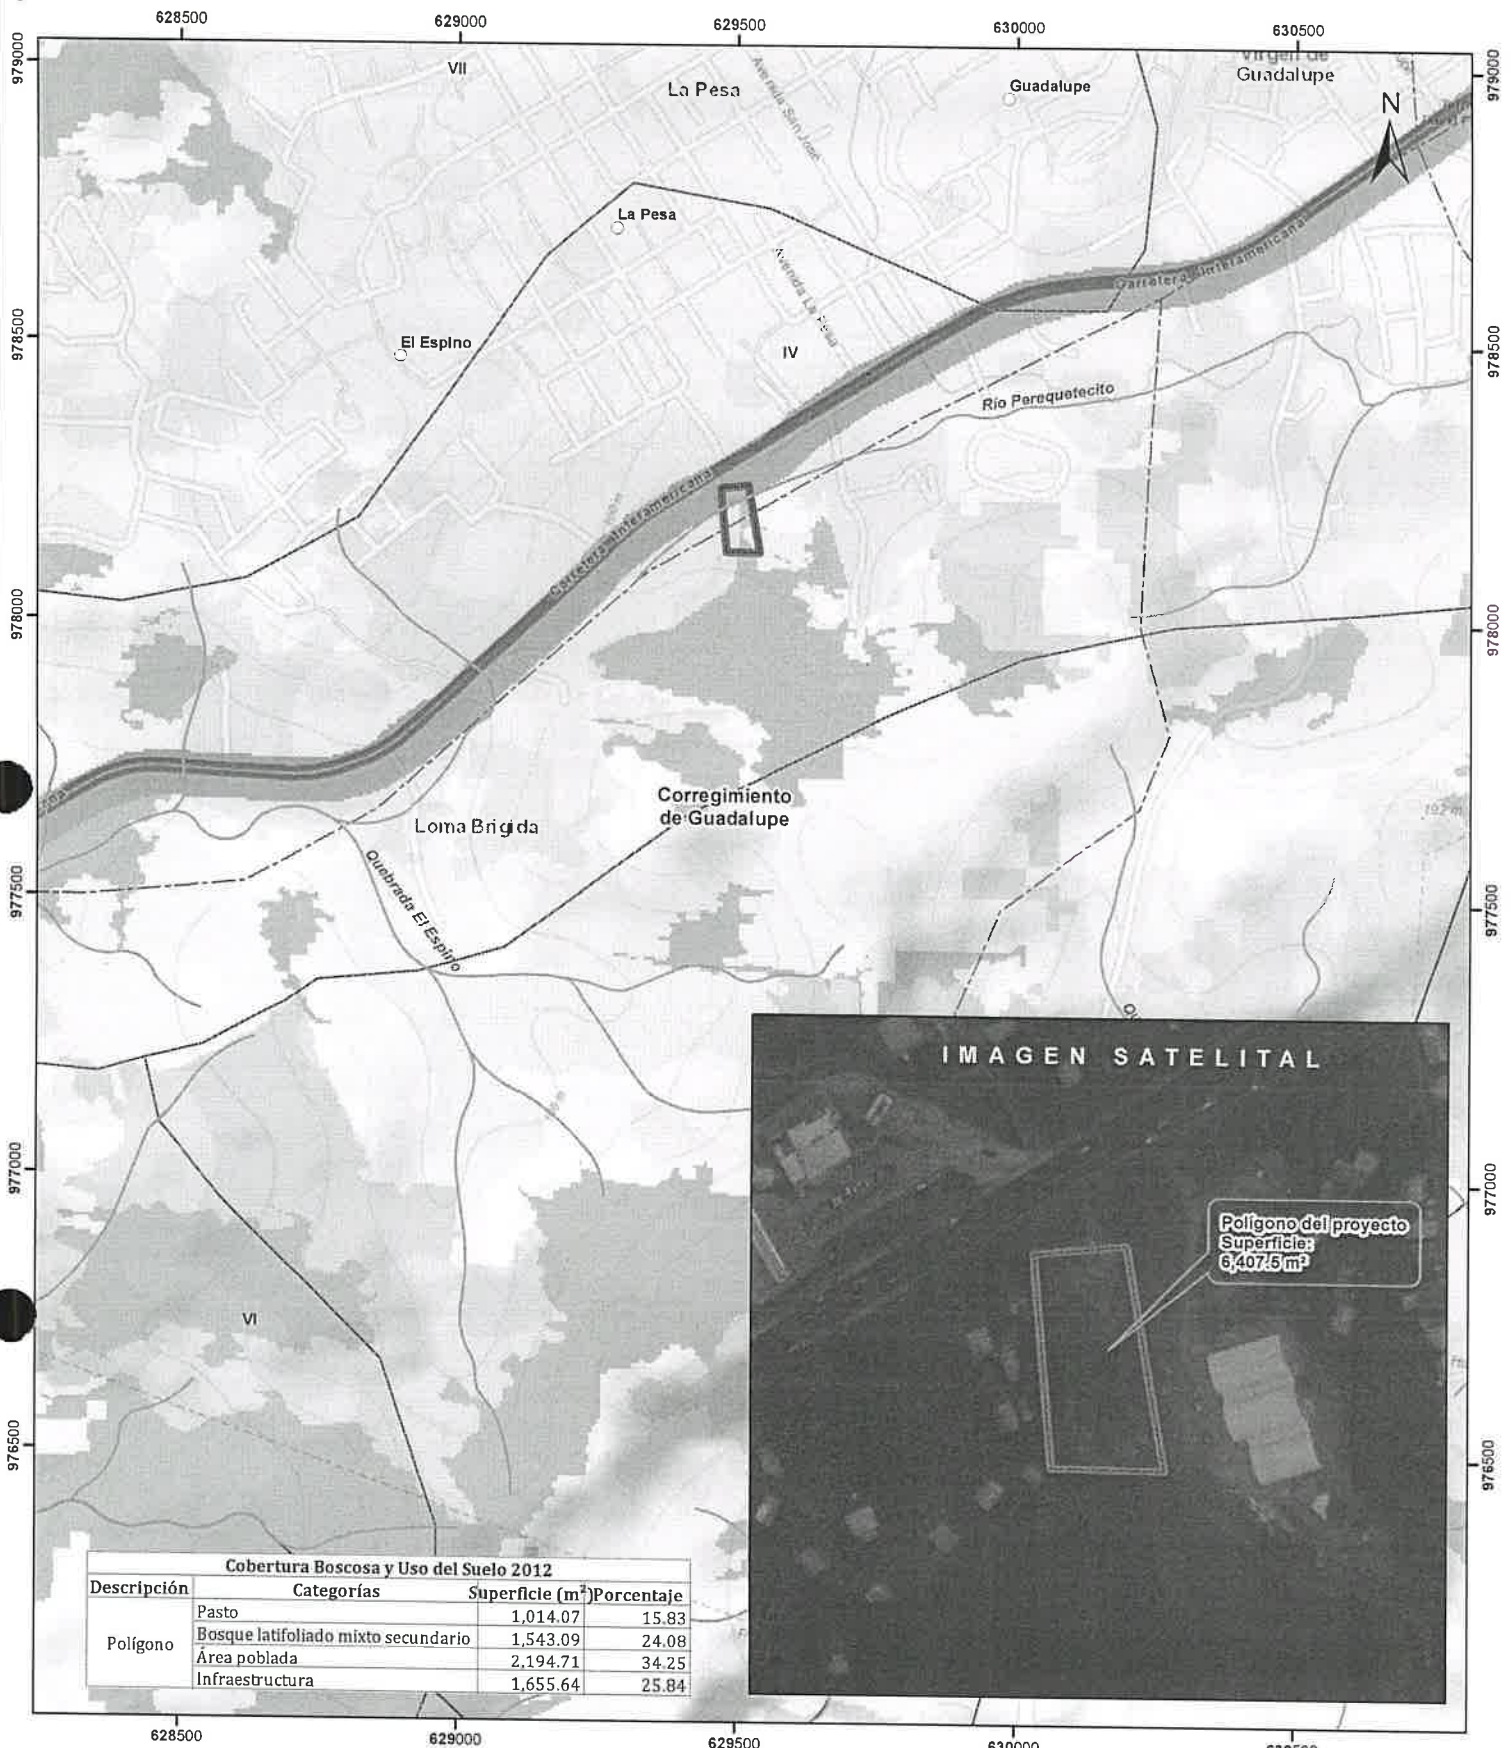 628500
629000
629500
630000
630500
979000
979000
VII
La Pesa
Avenida San José
Guadalupe
Virgen de
Guadalupe
N
La Pesa
Avenida La Pesa
Carretera Interamericana
978500
El Espino
IV
978500
Río Perequetecito
Carretera Interamericana
978000
978000
Corregimiento
de Guadalupe
Loma Brígida
192 m
Quebrada El Espino
977500
977500
Qu
IMAGEN SATELITAL
977000
977000
Polígono del proyecto
Superficie:
6,407.5 m²
VI
976500
976500
Cobertura Boscosa y Uso del Suelo 2012
Descripción Categorías Superficie (m²) Porcentaje
Polígono
Pasto 1,014.07 15.83
Bosque latifoliado mixto secundario 1,543.09 24.08
Área poblada 2,194.71 34.25
Infraestructura 1,655.64 25.84
628500
629000
629500
630000